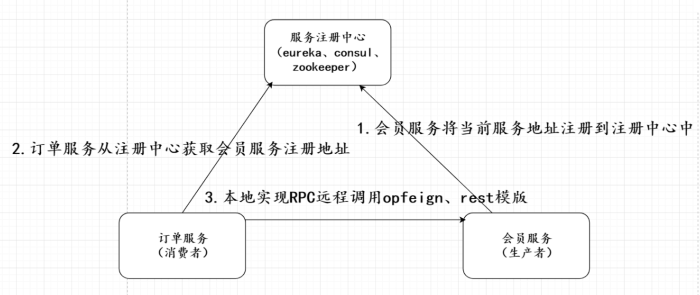 服务注册中心
（eureka、consul、
zookeeper）
1.会员服务将当前服务地址注册到注册中心中
2.订单服务从注册中心获取会员服务注册地址
3.本地实现RPC远程调用opfeign、rest模版
订单服务
（消费者）
会员服务
（生产者）